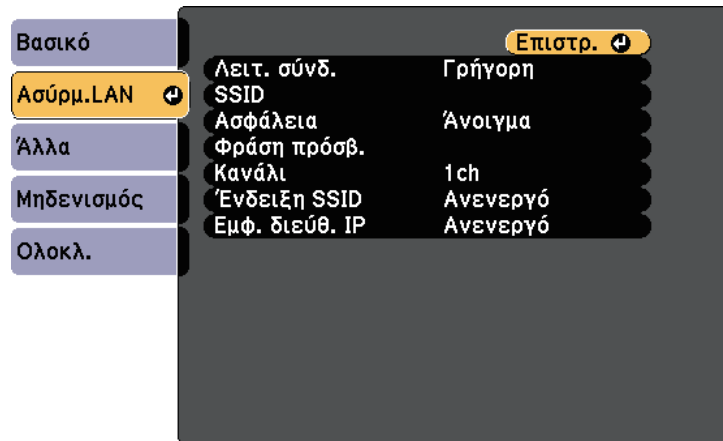 Βασικό
Ασύρμ.LAN
Άλλα
Μηδενισμός
Ολοκλ.
Επιστρ.
Λειτ. σύνδ. Γρήγορη
SSID
Ασφάλεια Άνοιγμα
Φράση πρόσβ.
Κανάλι 1ch
Ένδειξη SSID Ανενεργό
Εμφ. διεύθ. IP Ανενεργό